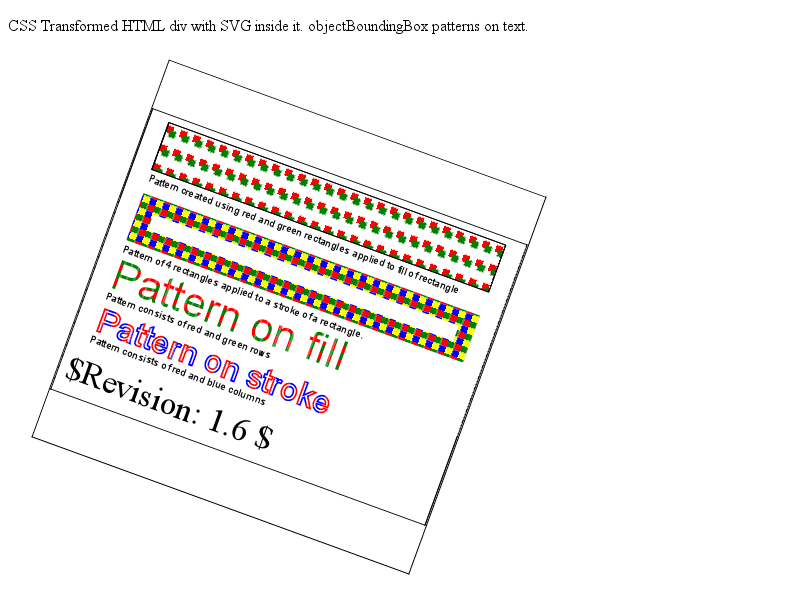 CSS Transformed HTML div with SVG inside it. objectBoundingBox patterns on text.
Pattern created using red and green rectangles applied to fill of rectangle
Pattern of 4 rectangles applied to a stroke of a rectangle.
Pattern on fill
Pattern consists of red and green rows
Pattern on stroke
Pattern consists of red and blue columns
$Revision: 1.6 $